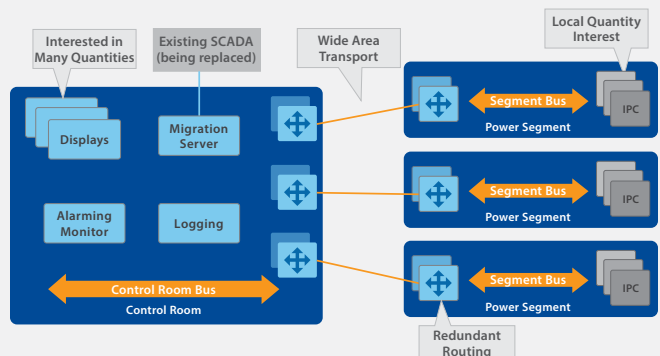 Interested in
Many Quantities
Existing SCADA
(being replaced)
Wide Area
Transport
Local Quantity
Interest
Displays
Migration
Server
Alarming
Monitor
Logging
Control Room Bus
Control Room
Segment Bus
IPC
Power Segment
Segment Bus
IPC
Power Segment
Segment Bus
IPC
Power Segment
Redundant
Routing